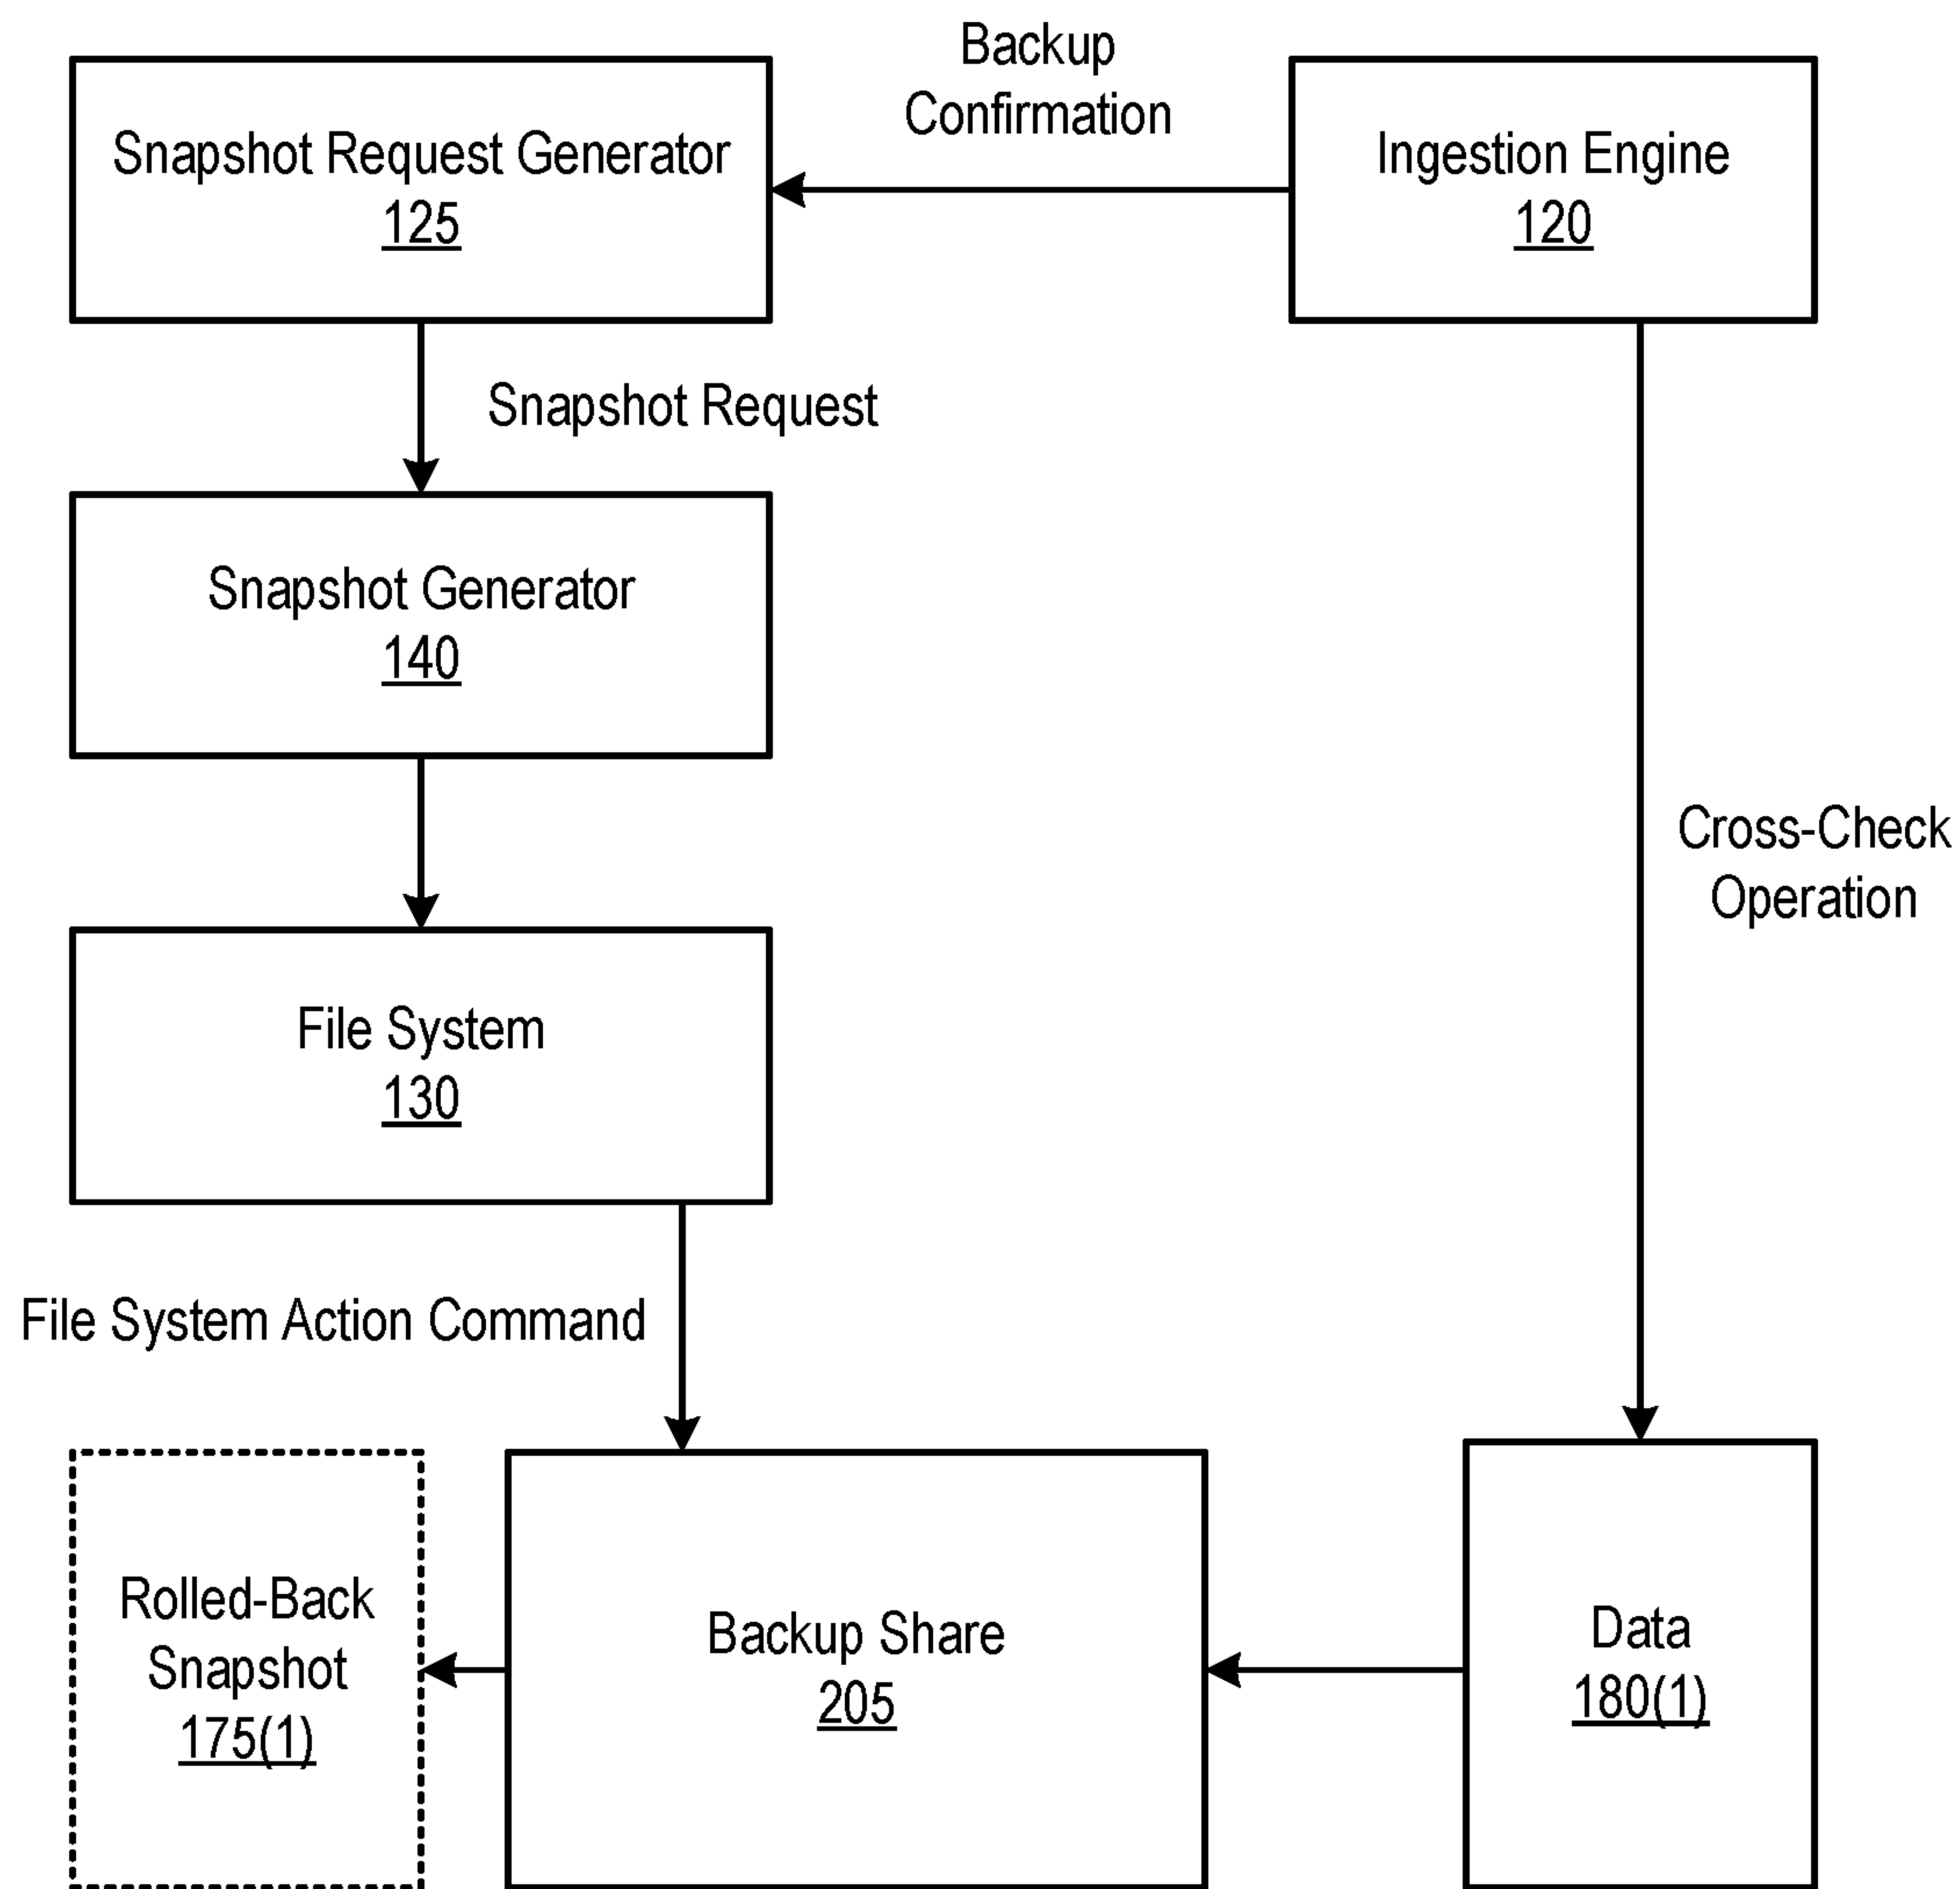 Backup
Confirmation
Snapshot Request Generator
125
Ingestion Engine
120
Snapshot Request
Snapshot Generator
140
Cross-Check
Operation
File System
130
File System Action Command
Rolled-Back
Snapshot
175(1)
Backup Share
205
Data
180(1)